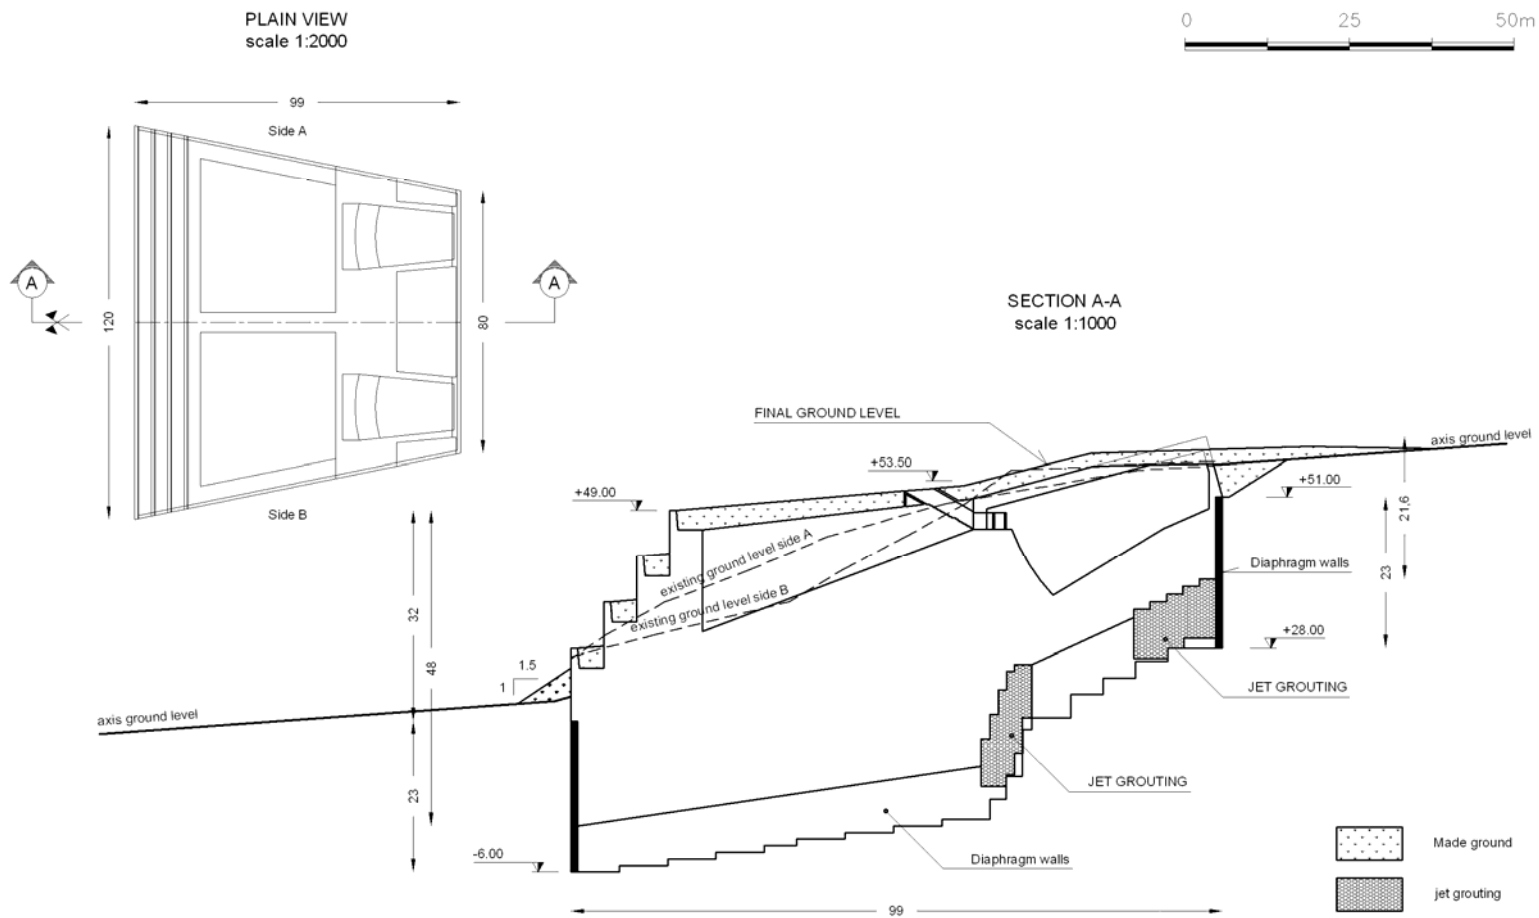 PLAIN VIEW
scale 1:2000
0 25 50m
99
Side A
A
A
120
80
Side B
SECTION A-A
scale 1:1000
FINAL GROUND LEVEL
axis ground level
+53.50
+49.00
+51.00
21,6
existing ground level side A
Diaphragm walls
23
existing ground level side B
32
48
+28.00
1.5
1
JET GROUTING
axis ground level
JET GROUTING
23
-6.00
Diaphragm walls
Made ground
jet grouting
99